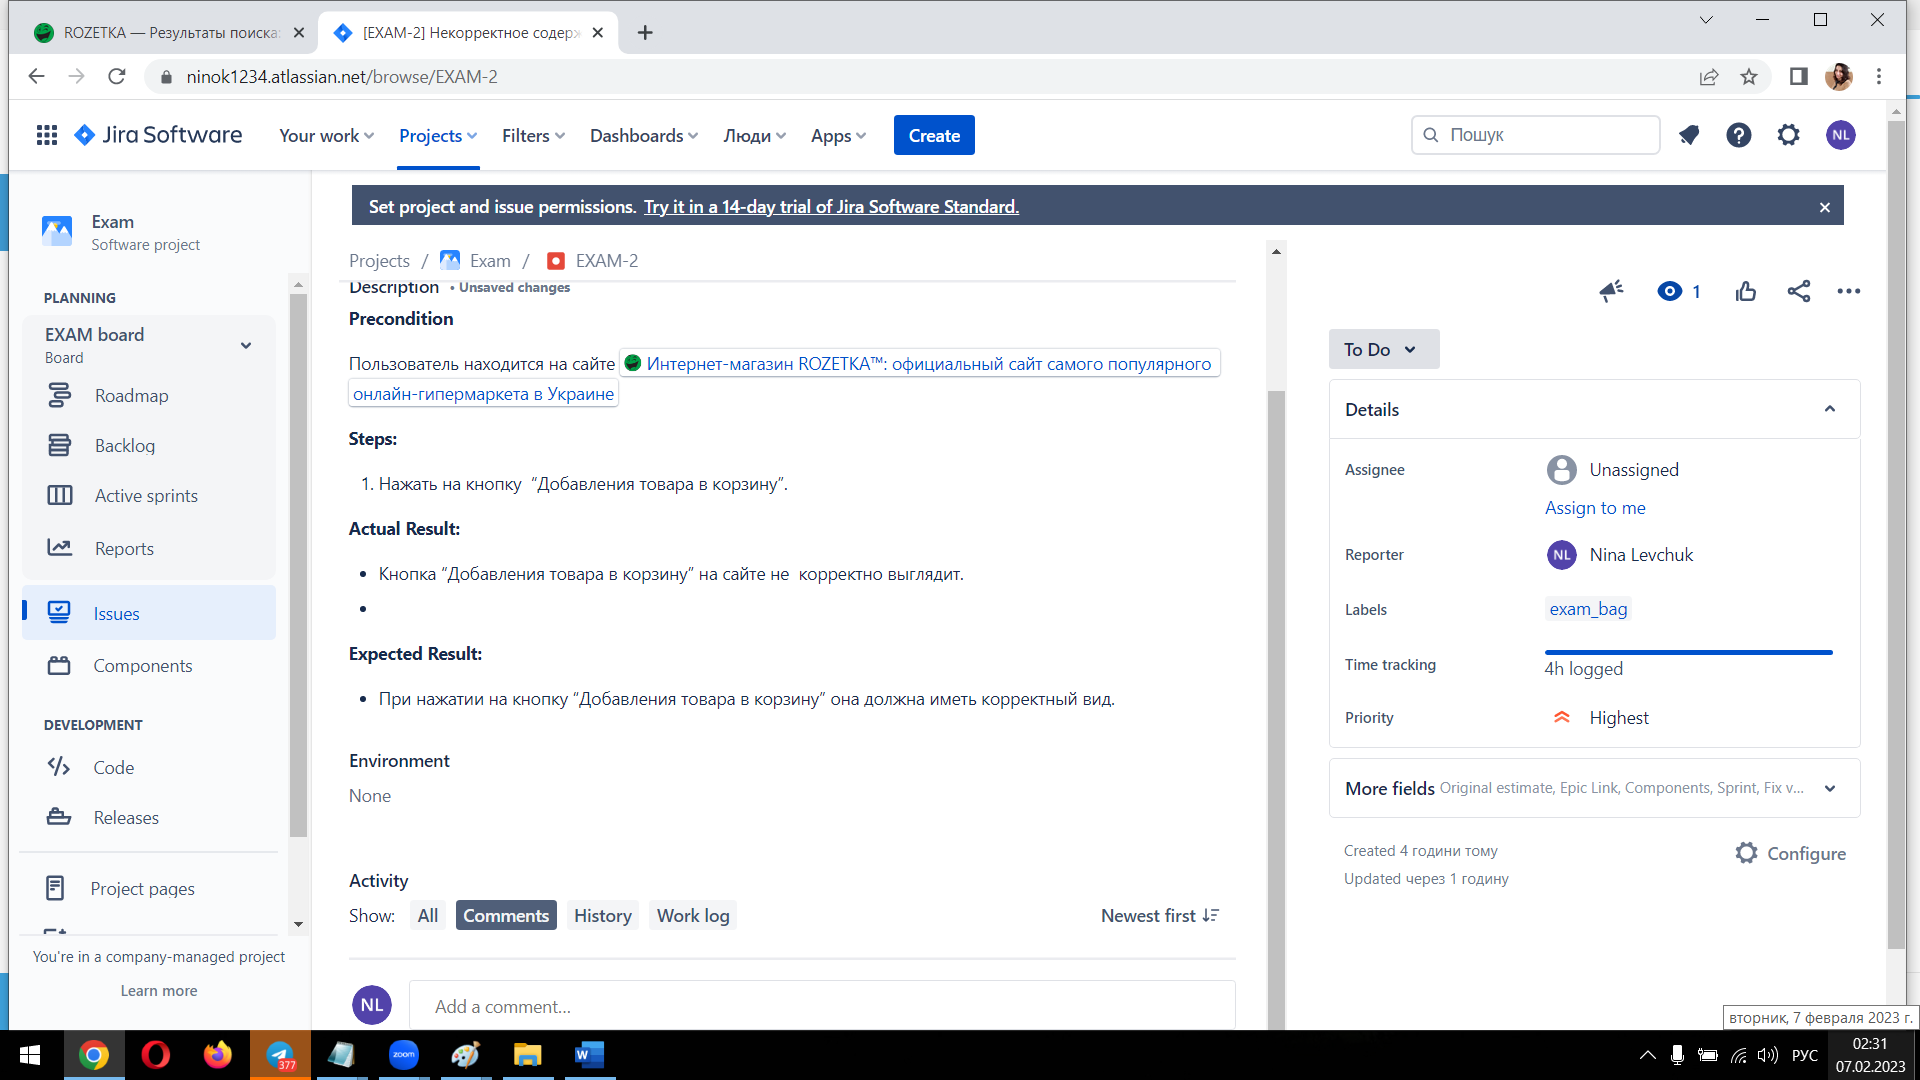 ROZETKA — Результаты поиска:
[EXAM-2] Некорректное содерж
ninok1234.atlassian.net/browse/EXAM-2
Jira Software
Your work
Projects
Filters
Dashboards
Люди
Apps
Create
Пошук
NL
Set project and issue permissions. Try it in a 14-day trial of Jira Software Standard.
Exam
Software project
PLANNING
EXAM board
Board
Roadmap
Backlog
Active sprints
Reports
Issues
Components
DEVELOPMENT
Code
Releases
Project pages
You're in a company-managed project
Learn more
Projects / Exam / EXAM-2
Description • Unsaved changes
Precondition
Пользователь находится на сайте Интернет-магазин ROZETKA™: официальный сайт самого популярного
онлайн-гипермаркета в Украине
Steps:
1. Нажать на кнопку “Добавления товара в корзину”.
Actual Result:
• Кнопка “Добавления товара в корзину” на сайте не корректно выглядит.
•
Expected Result:
• При нажатии на кнопку “Добавления товара в корзину” она должна иметь корректный вид.
Environment
None
Activity
Show: All Comments History Work log
Newest first
NL
Add a comment...
1
To Do
Details
Assignee
Unassigned
Assign to me
Reporter
NL Nina Levchuk
Labels
exam_bag
Time tracking
4h logged
Priority
Highest
More fields Original estimate, Epic Link, Components, Sprint, Fix v...
Created 4 години тому
Updated через 1 годину
Configure
вторник, 7 февраля 2023 г.
377
zoom
W
РУС
02:31
07.02.2023